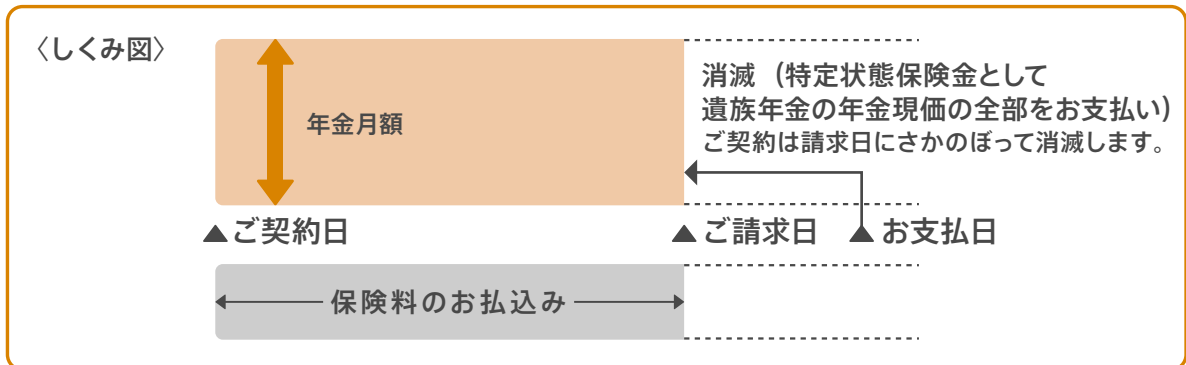 〈しくみ図〉
年金月額
消滅（特定状態保険金として
遺族年金の年金現価の全部をお支払い）
ご契約は請求日にさかのぼって消滅します。
▲ご契約日
▲ご請求日
▲お支払日
保険料のお払込み